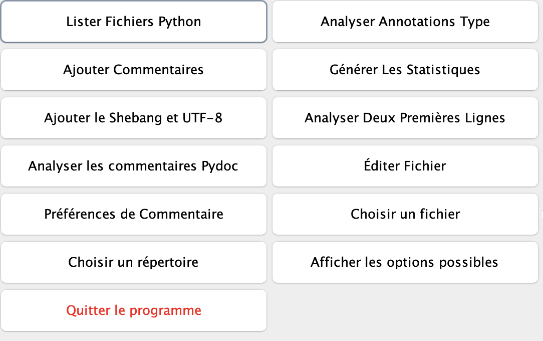 Lister Fichiers Python
Analyser Annotations Type
Ajouter Commentaires
Générer Les Statistiques
Ajouter le Shebang et UTF-8
Analyser Deux Premières Lignes
Analyser les commentaires Pydoc
Éditer Fichier
Préférences de Commentaire
Choisir un fichier
Choisir un répertoire
Afficher les options possibles
Quitter le programme